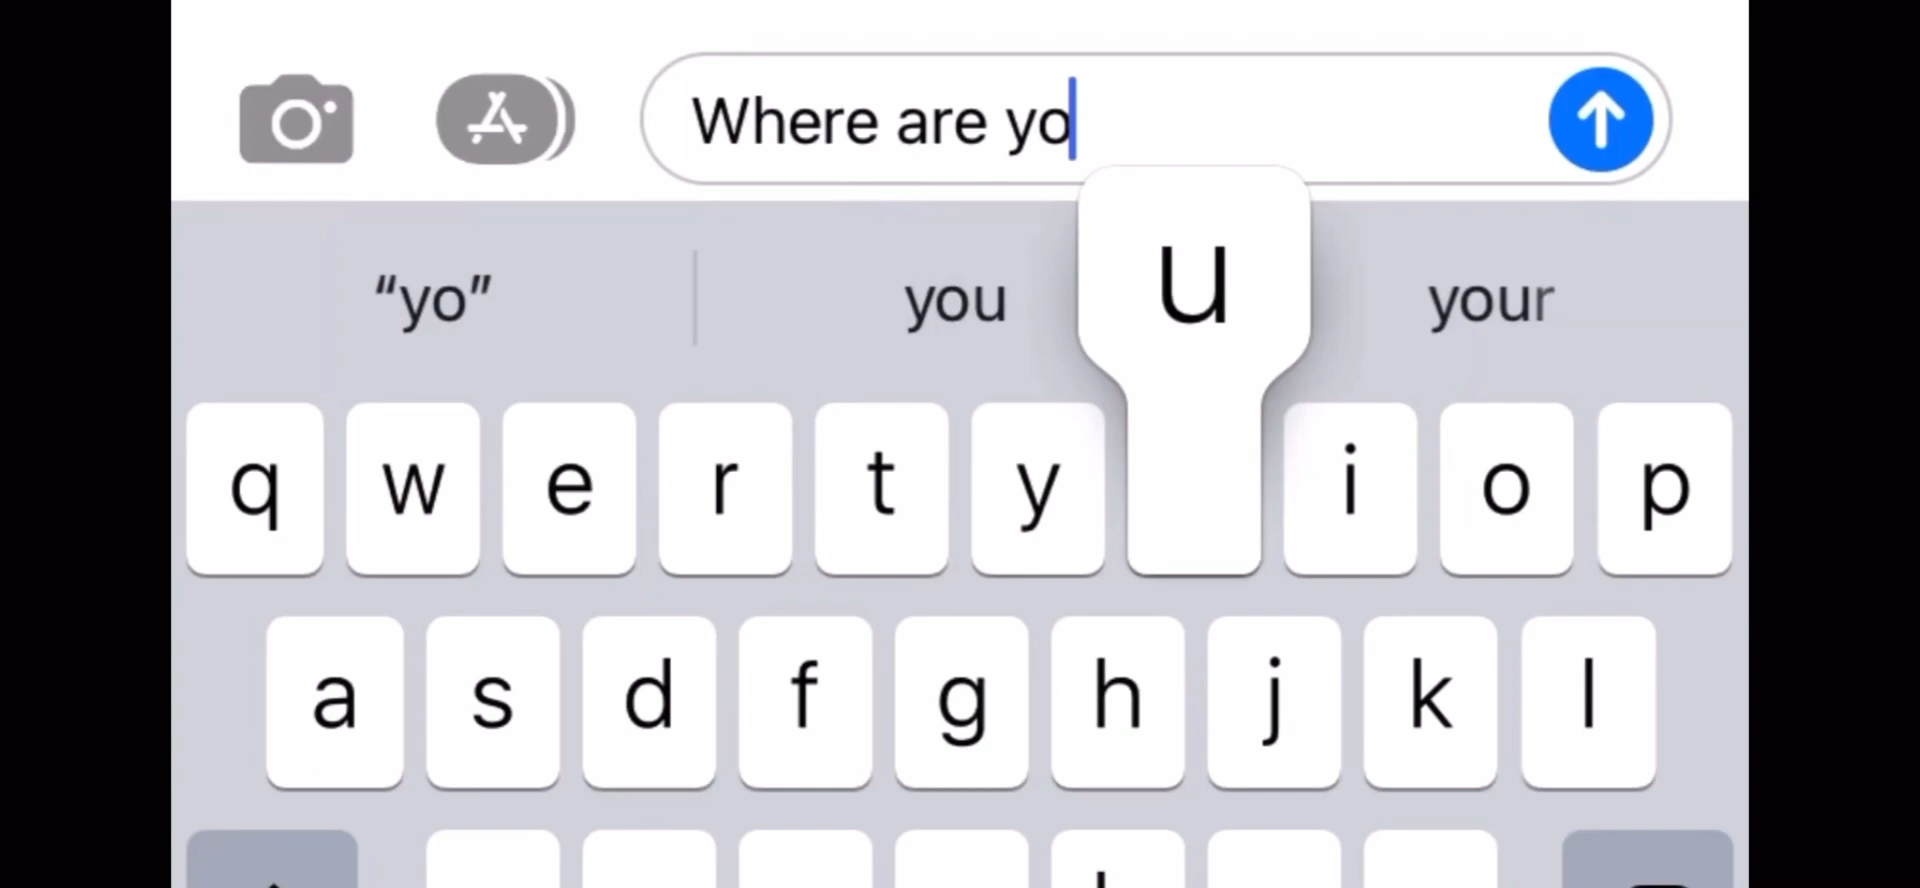 Where are yo
“yo” you your
u
q w e r t y i o p
a s d f g h j k l